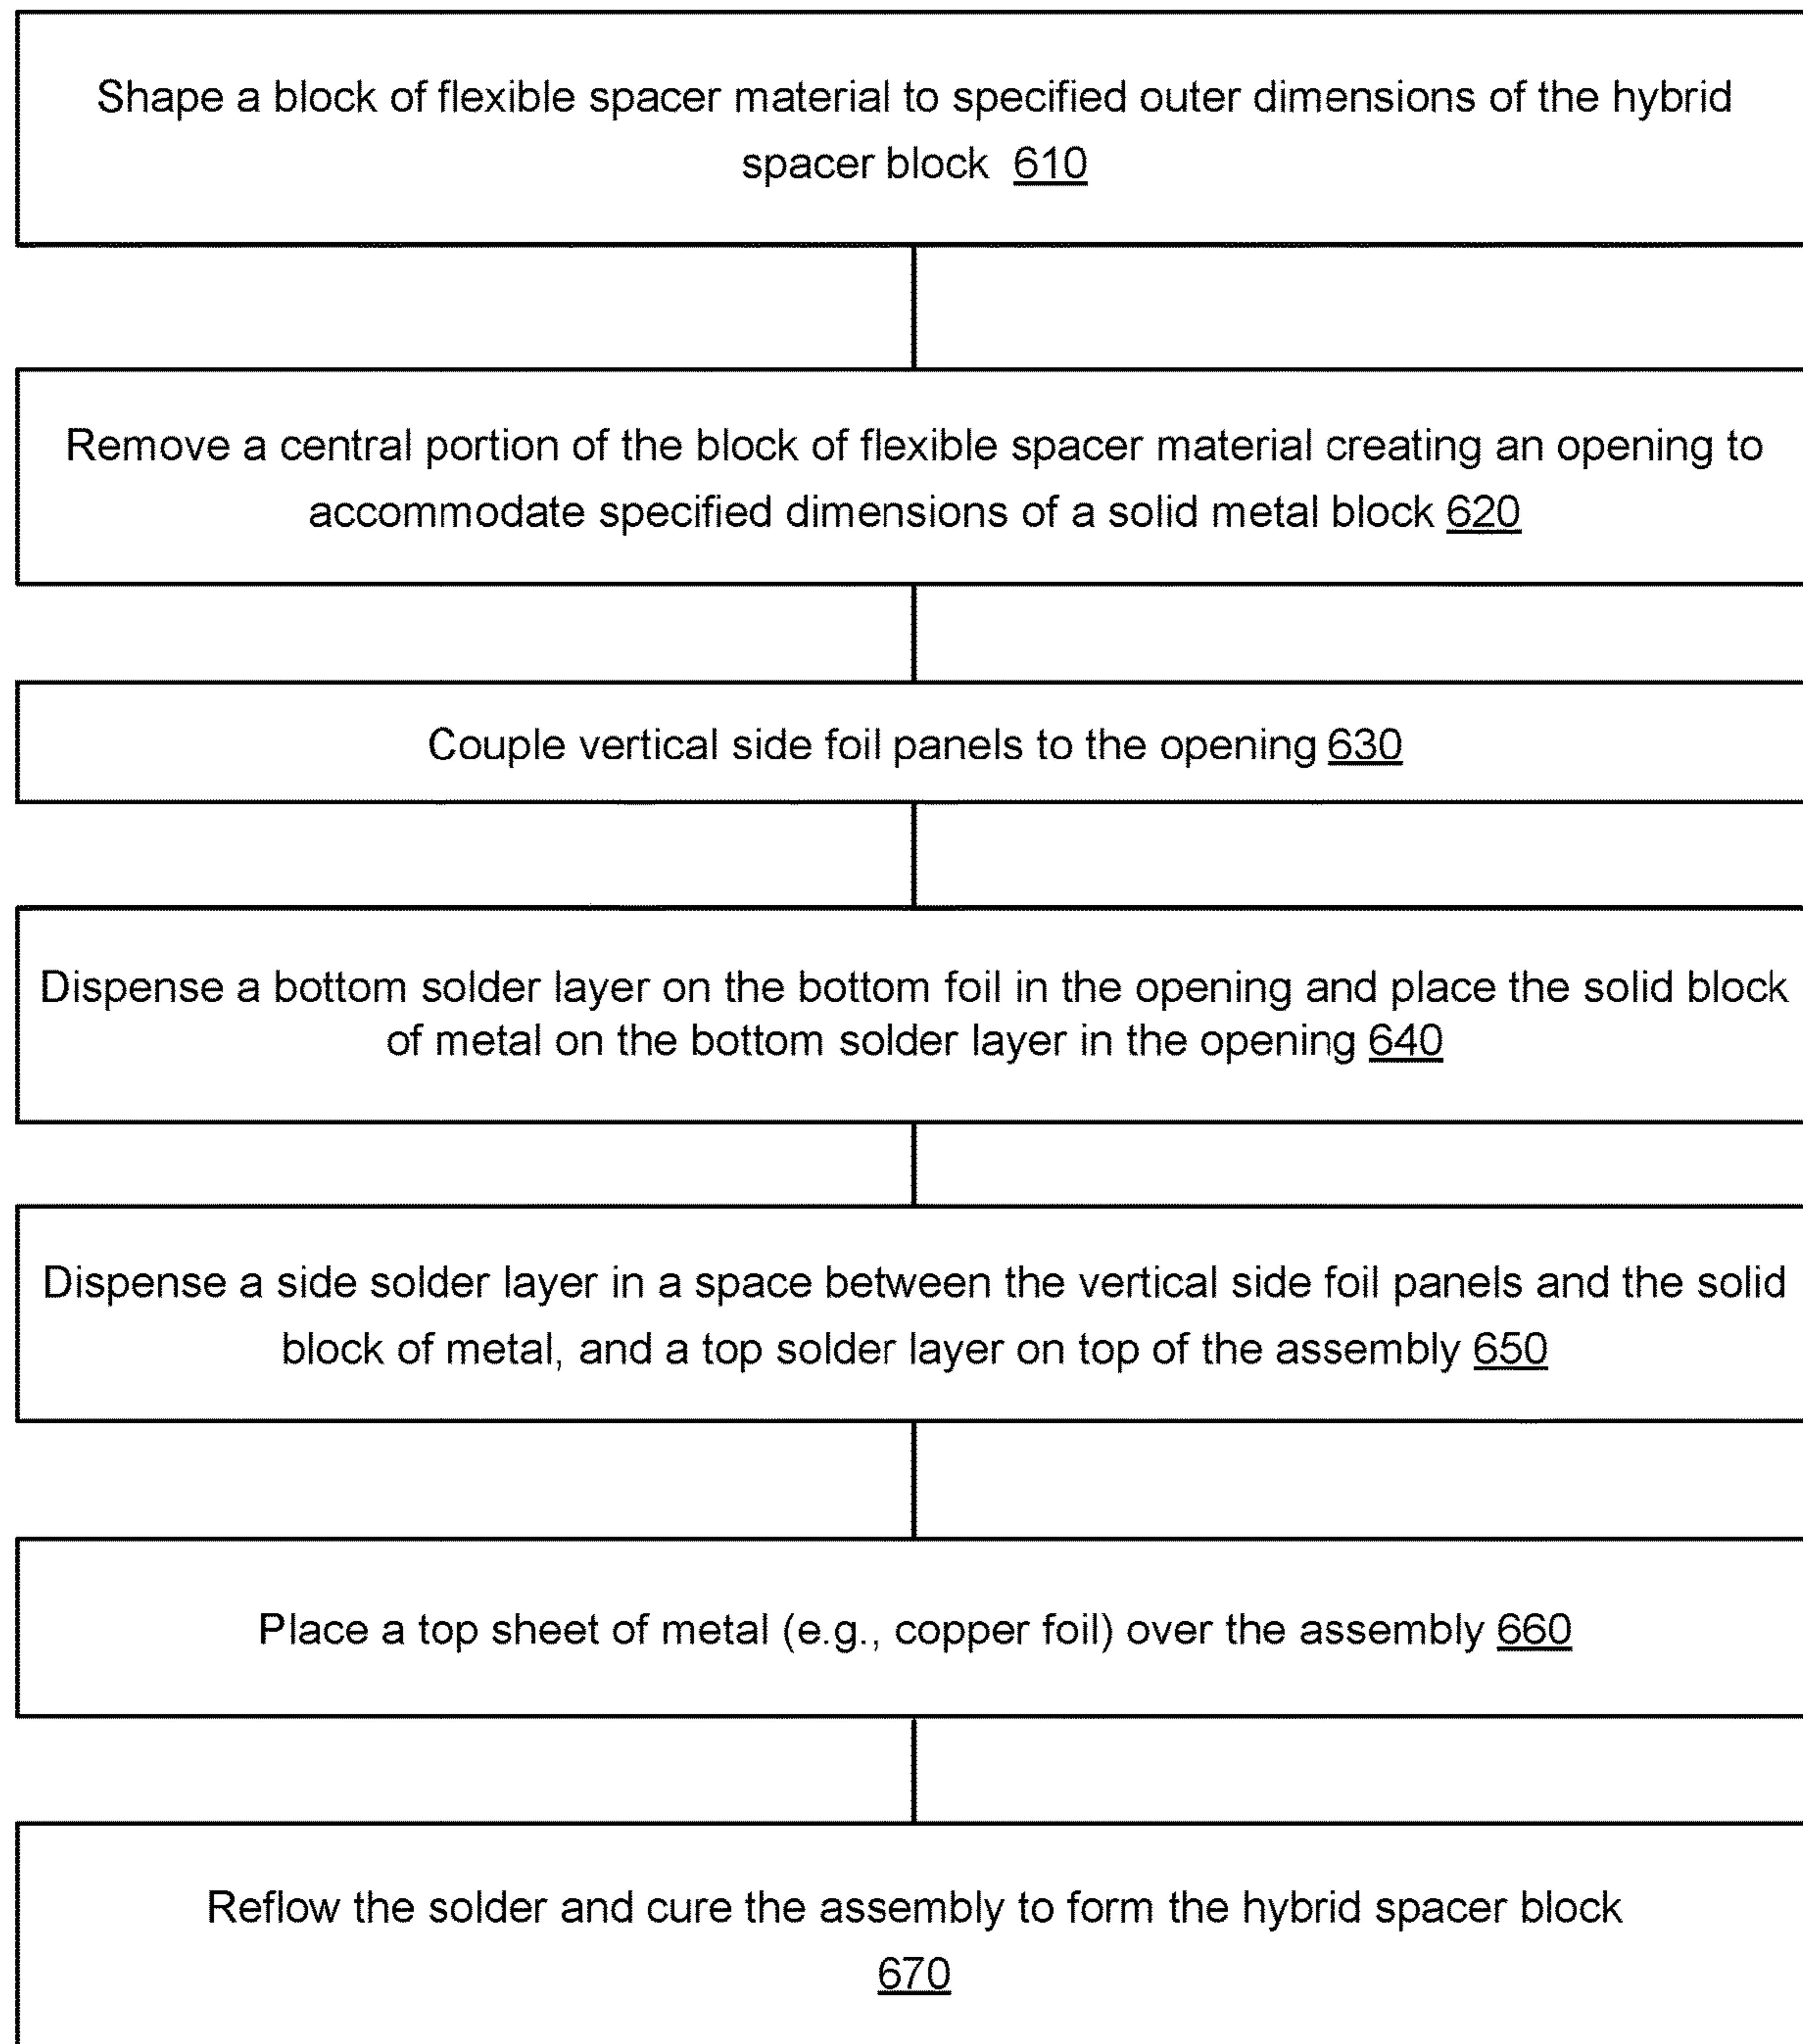 Shape a block of flexible spacer material to specified outer dimensions of the hybrid
spacer block 610
Remove a central portion of the block of flexible spacer material creating an opening to
accommodate specified dimensions of a solid metal block 620
Couple vertical side foil panels to the opening 630
Dispense a bottom solder layer on the bottom foil in the opening and place the solid block
of metal on the bottom solder layer in the opening 640
Dispense a side solder layer in a space between the vertical side foil panels and the solid
block of metal, and a top solder layer on top of the assembly 650
Place a top sheet of metal (e.g., copper foil) over the assembly 660
Reflow the solder and cure the assembly to form the hybrid spacer block
670